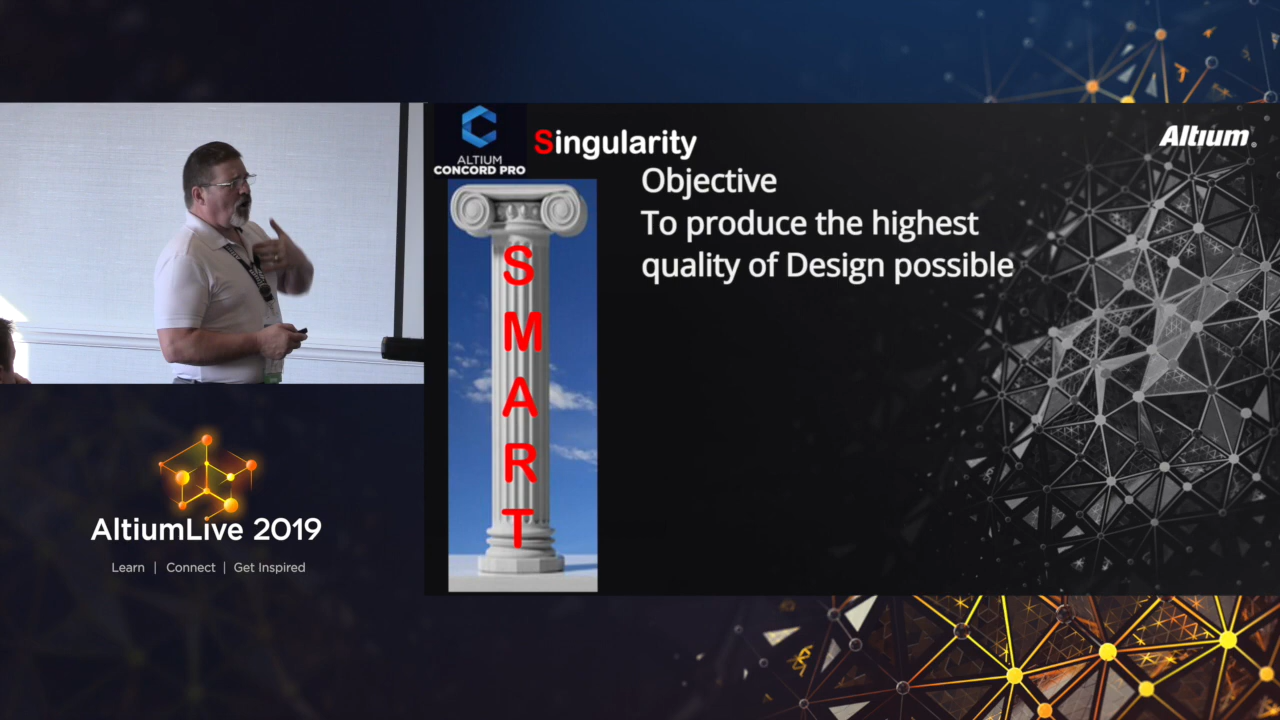 ALTIUM
CONCORD PRO
Singularity
Altium®
Objective
To produce the highest
quality of Design possible
S
M
A
R
T
AltiumLive 2019
Learn | Connect | Get Inspired